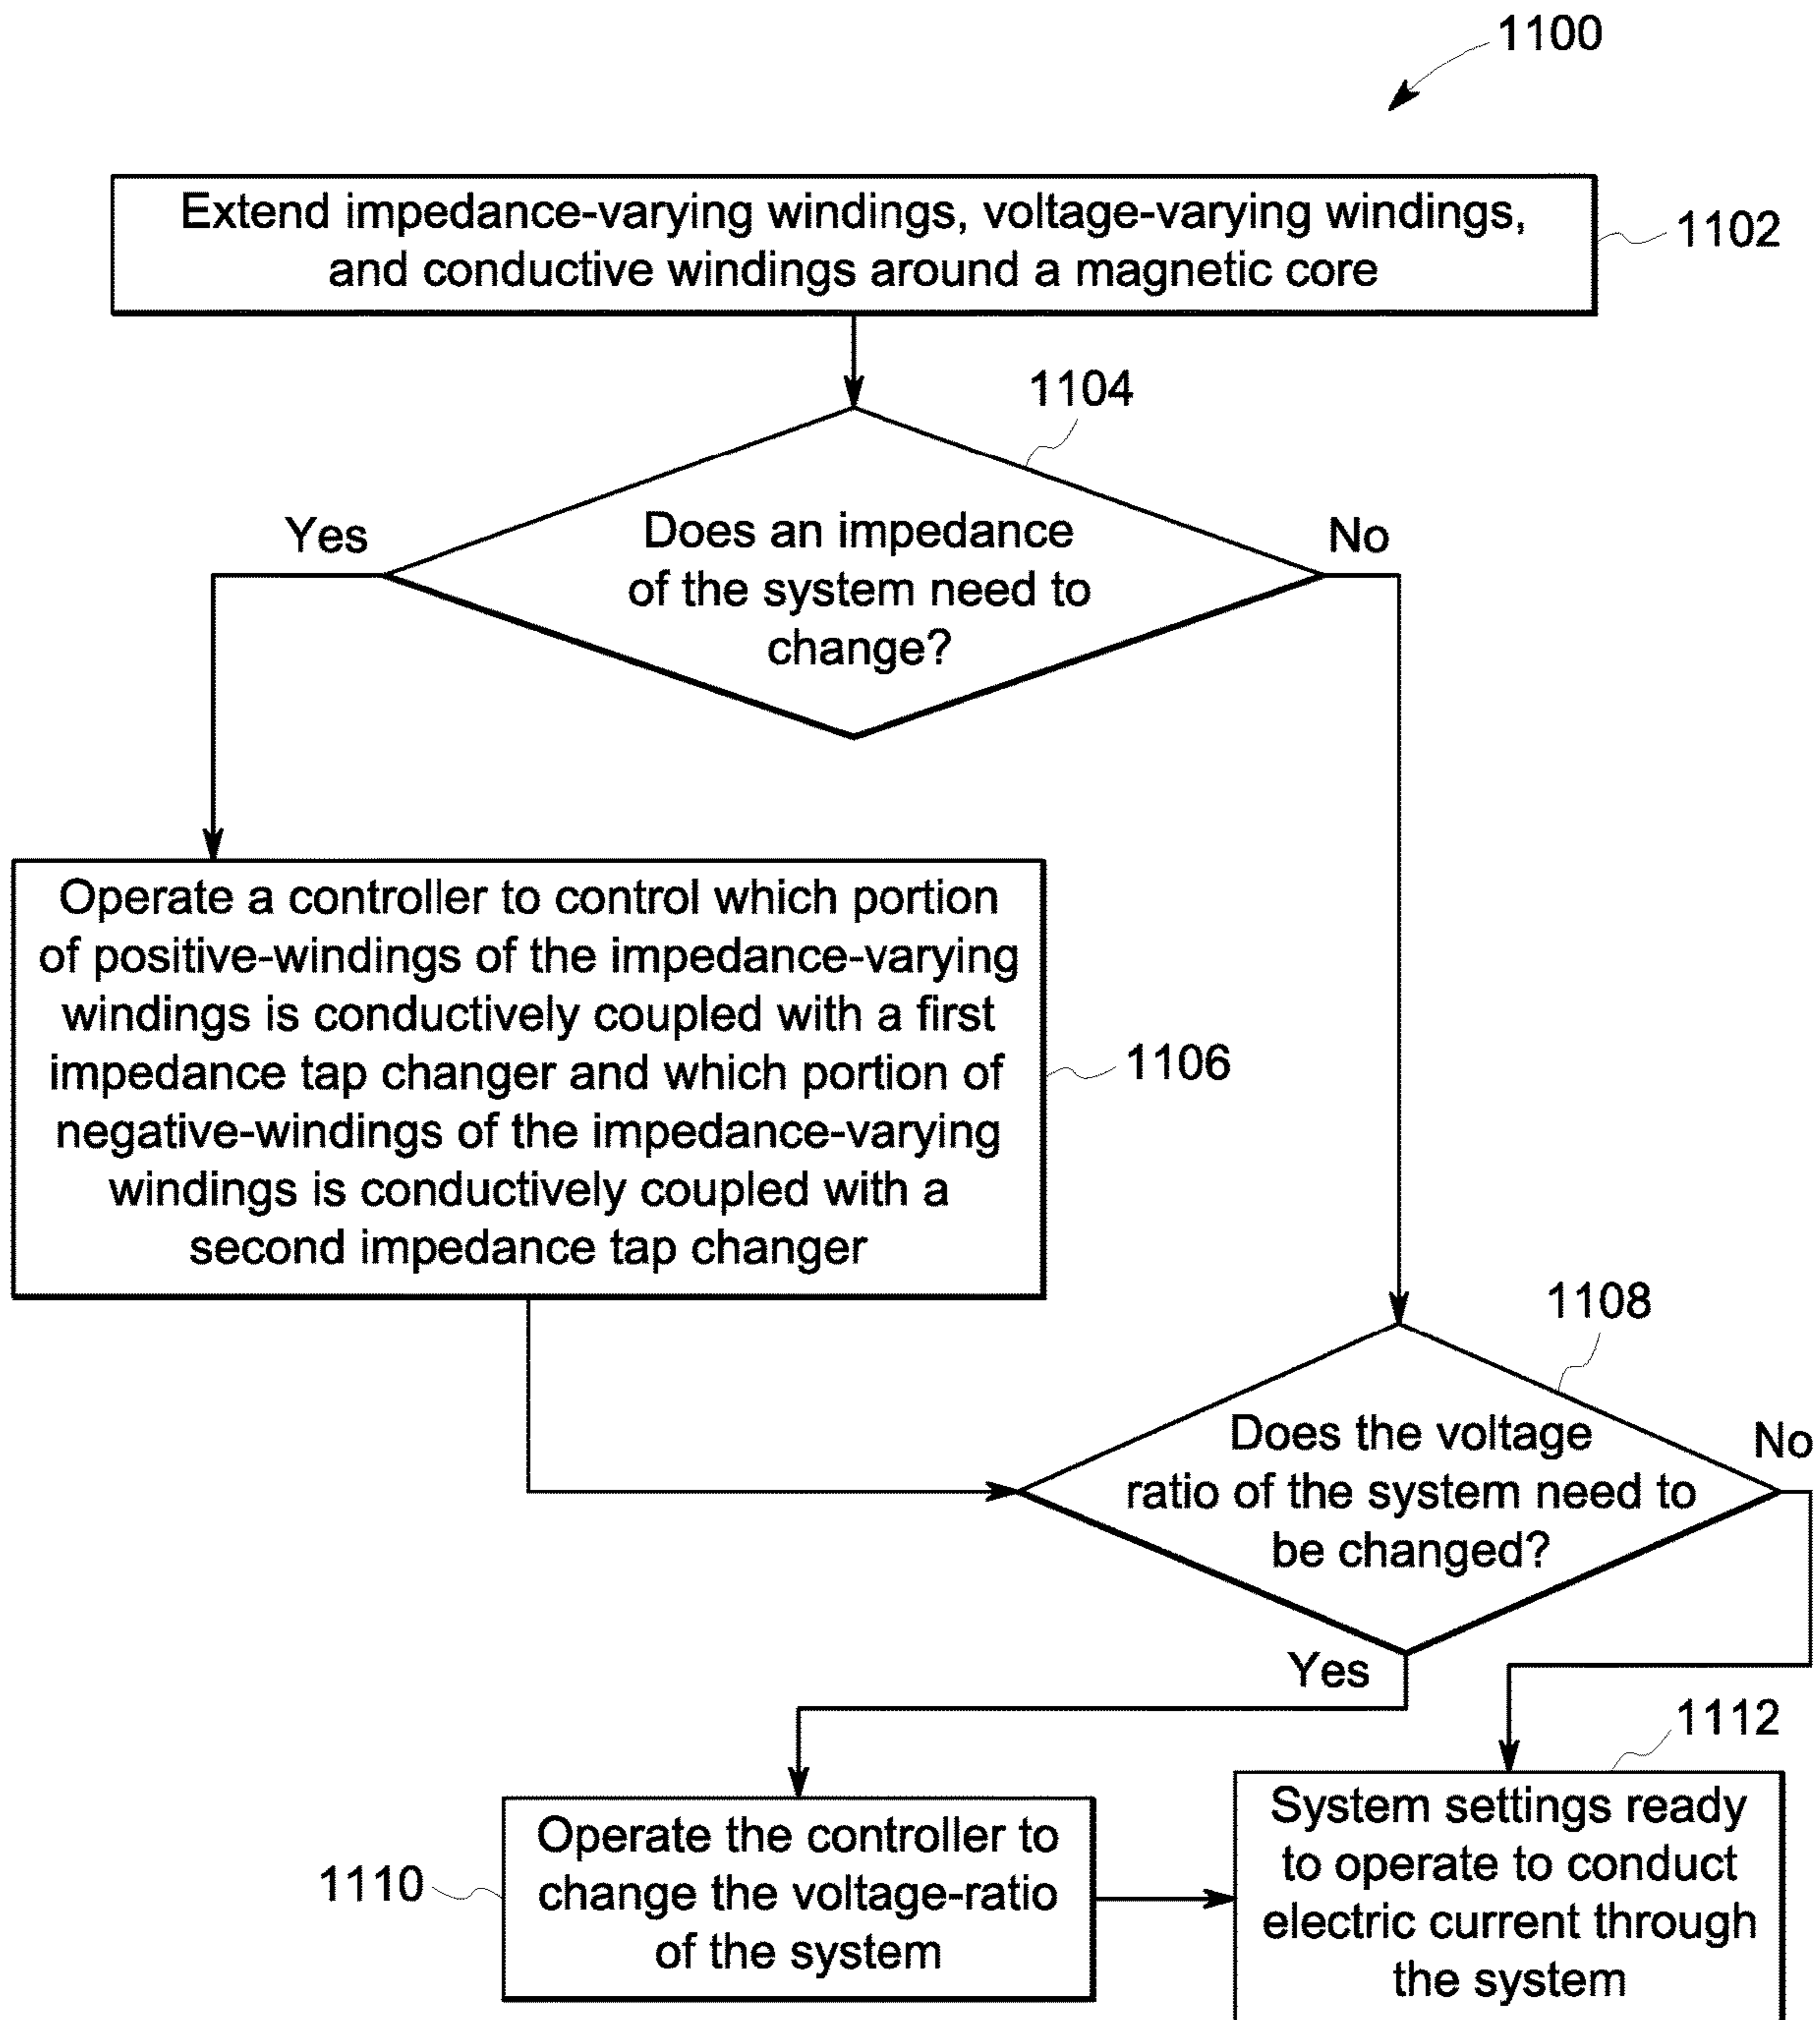 1100
Extend impedance-varying windings, voltage-varying windings,
and conductive windings around a magnetic core
1102
1104
Yes
No
Does an impedance
of the system need to
change?
Operate a controller to control which portion
of positive-windings of the impedance-varying
windings is conductively coupled with a first
impedance tap changer and which portion of
negative-windings of the impedance-varying
windings is conductively coupled with a
second impedance tap changer
1106
1108
Does the voltage
ratio of the system need to
be changed?
No
Yes
1112
Operate the controller to
change the voltage-ratio
of the system
1110
System settings ready
to operate to conduct
electric current through
the system